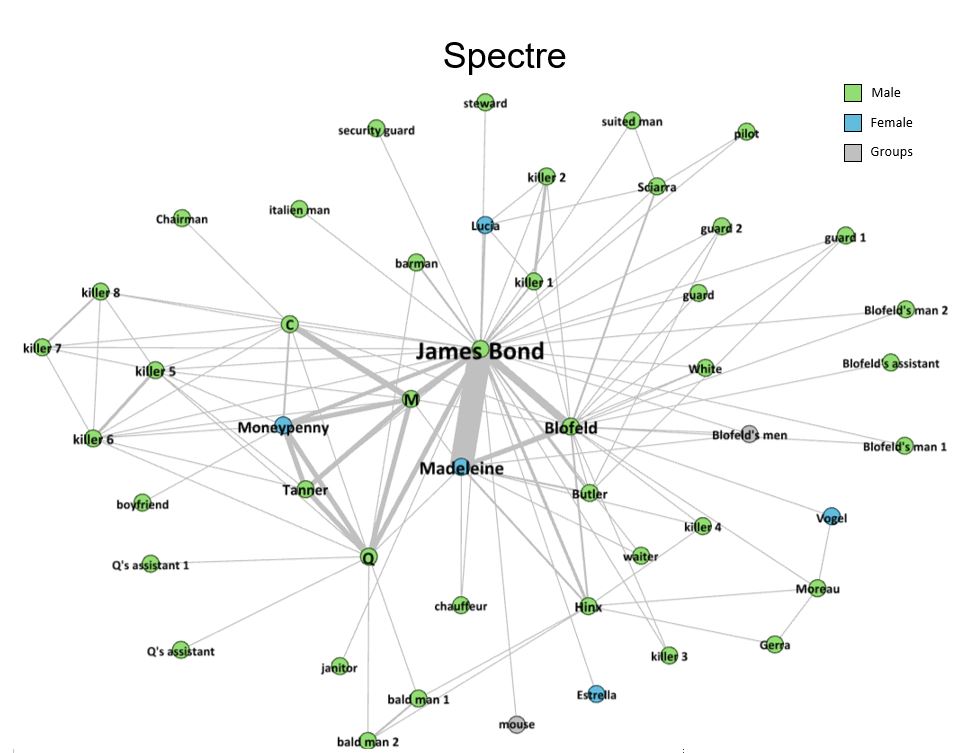 Spectre
Male
Female
Groups
steward
security guard
suited man
pilot
killer 2
Sciarra
italien man
Chairman
Lucia
guard 2
guard 1
barman
killer 1
killer 8
guard
Blofeld's man 2
C
killer 7
James Bond
Blofeld's assistant
killer 5
White
M
Moneypenny
Blofeld
killer 6
Blofeld's men
Blofeld's man 1
Madeleine
Tanner
Butler
boyfriend
Vogel
killer 4
Q
waiter
Q's assistant 1
Moreau
chauffeur
Hinx
Gerra
Q's assistant
killer 3
janitor
Estrella
bald man 1
mouse
bald man 2